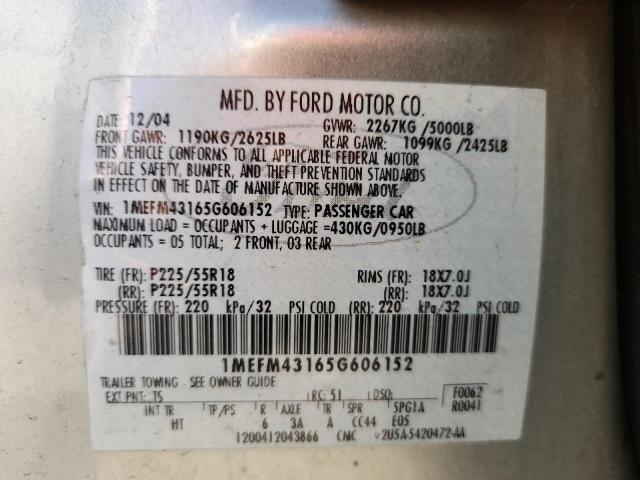 MFD. BY FORD MOTOR CO.
DATE: 12/04 GVWR: 2267KG /5000LB
FRONT GAWR: 1190KG/2625LB REAR GAWR: 1099KG /2425LB
THIS VEHICLE CONFORMS TO ALL APPLICABLE FEDERAL MOTOR
VEHICLE SAFETY, BUMPER, AND THEFT PREVENTION STANDARDS
IN EFFECT ON THE DATE OF MANUFACTURE SHOWN ABOVE.
VIN: 1MEFM43165G606152 TYPE: PASSENGER CAR
MAXIMUM LOAD = OCCUPANTS + LUGGAGE =430KG/0950LB
OCCUPANTS = 05 TOTAL; 2 FRONT, 03 REAR
TIRE (FR): P225/55R18 RIMS (FR): 18X7.0J
(RR): P225/55R18 (RR): 18X7.0J
PRESSURE (FR): 220 kPa/32 PSI COLD (RR): 220 kPa/32 PSI COLD
1MEFM43165G606152
TRAILER TOWING - SEE OWNER GUIDE
EXT PNT: TS RC: 51 DSO: F0062
INT TR TP/PS R AXLE TR SPR 5PG1A R0041
HT 6 3A A CC44 E05
1200412043866 CMC v2U5A-5420472-AA